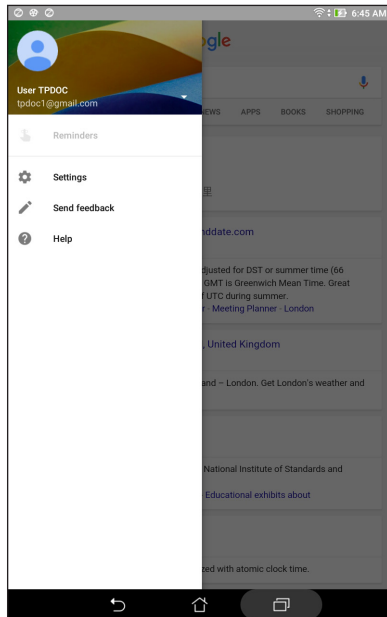 6:45 AM
User TPDOC
tpdoc1@gmail.com
Reminders
Settings
Send feedback
Help
gle
EWS APPS BOOKS SHOPPING
里
nddate.com
djusted for DST or summer time (66
GMT is Greenwich Mean Time. Great
f UTC during summer.
r - Meeting Planner - London
, United Kingdom
and – London. Get London's weather and
National Institute of Standards and
Educational exhibits about
zed with atomic clock time.